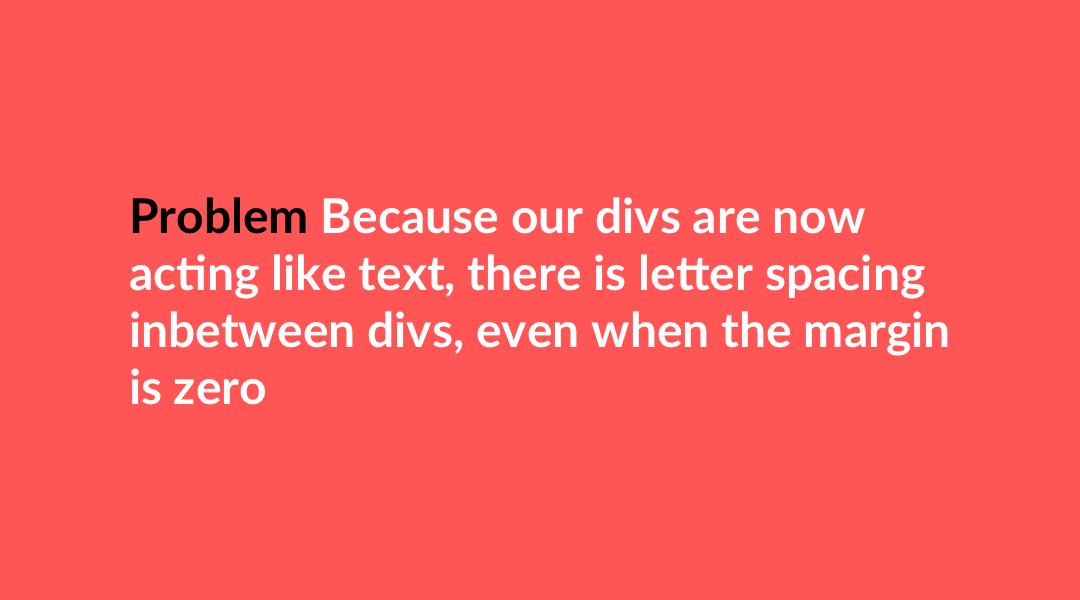 Problem Because our divs are now
acting like text, there is letter spacing
inbetween divs, even when the margin
is zero